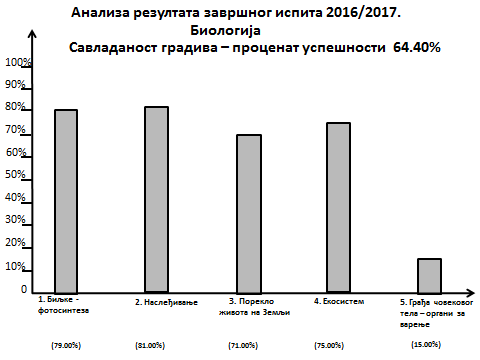 Анализа резултата завршног испита 2016/2017.
Биологија
Савладаност градива – проценат успешности 64.40%
100%
90%
80%
70%
60%
50%
40%
30%
20%
10%
0
1. Биљке -
фотосинтеза
(79.00%)
2. Наслеђивање
(81.00%)
3. Порекло
живота на Земљи
(71.00%)
4. Екосистем
(75.00%)
5. Грађа човековог
тела – органи за
варење
(15.00%)